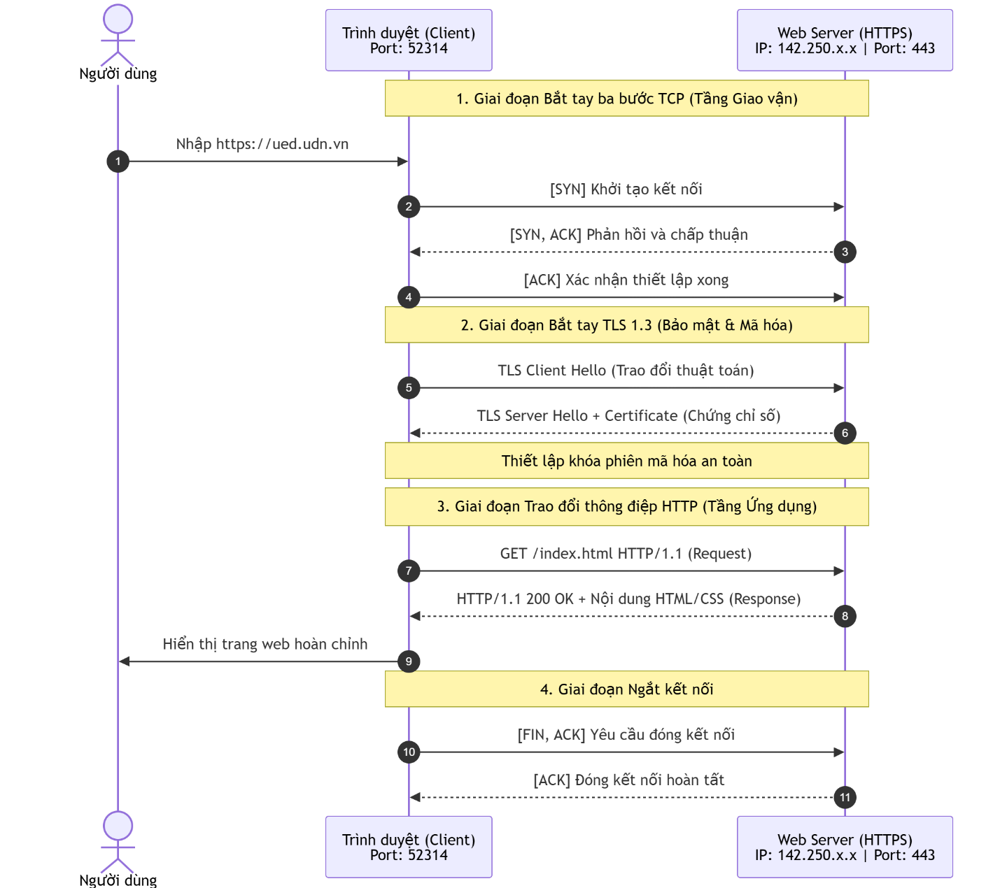 Người dùng
Trình duyệt (Client)
Port: 52314
Web Server (HTTPS)
IP: 142.250.x.x | Port: 443
1. Giai đoạn Bắt tay ba bước TCP (Tầng Giao vận)
Nhập https://ued.udn.vn
1
[SYN] Khởi tạo kết nối
2
[SYN, ACK] Phản hồi và chấp thuận
3
[ACK] Xác nhận thiết lập xong
4
2. Giai đoạn Bắt tay TLS 1.3 (Bảo mật & Mã hóa)
TLS Client Hello (Trao đổi thuật toán)
5
TLS Server Hello + Certificate (Chứng chỉ số)
6
Thiết lập khóa phiên mã hóa an toàn
3. Giai đoạn Trao đổi thông điệp HTTP (Tầng Ứng dụng)
GET /index.html HTTP/1.1 (Request)
7
HTTP/1.1 200 OK + Nội dung HTML/CSS (Response)
8
Hiển thị trang web hoàn chỉnh
9
4. Giai đoạn Ngắt kết nối
[FIN, ACK] Yêu cầu đóng kết nối
10
[ACK] Đóng kết nối hoàn tất
11
Người dùng
Trình duyệt (Client)
Port: 52314
Web Server (HTTPS)
IP: 142.250.x.x | Port: 443